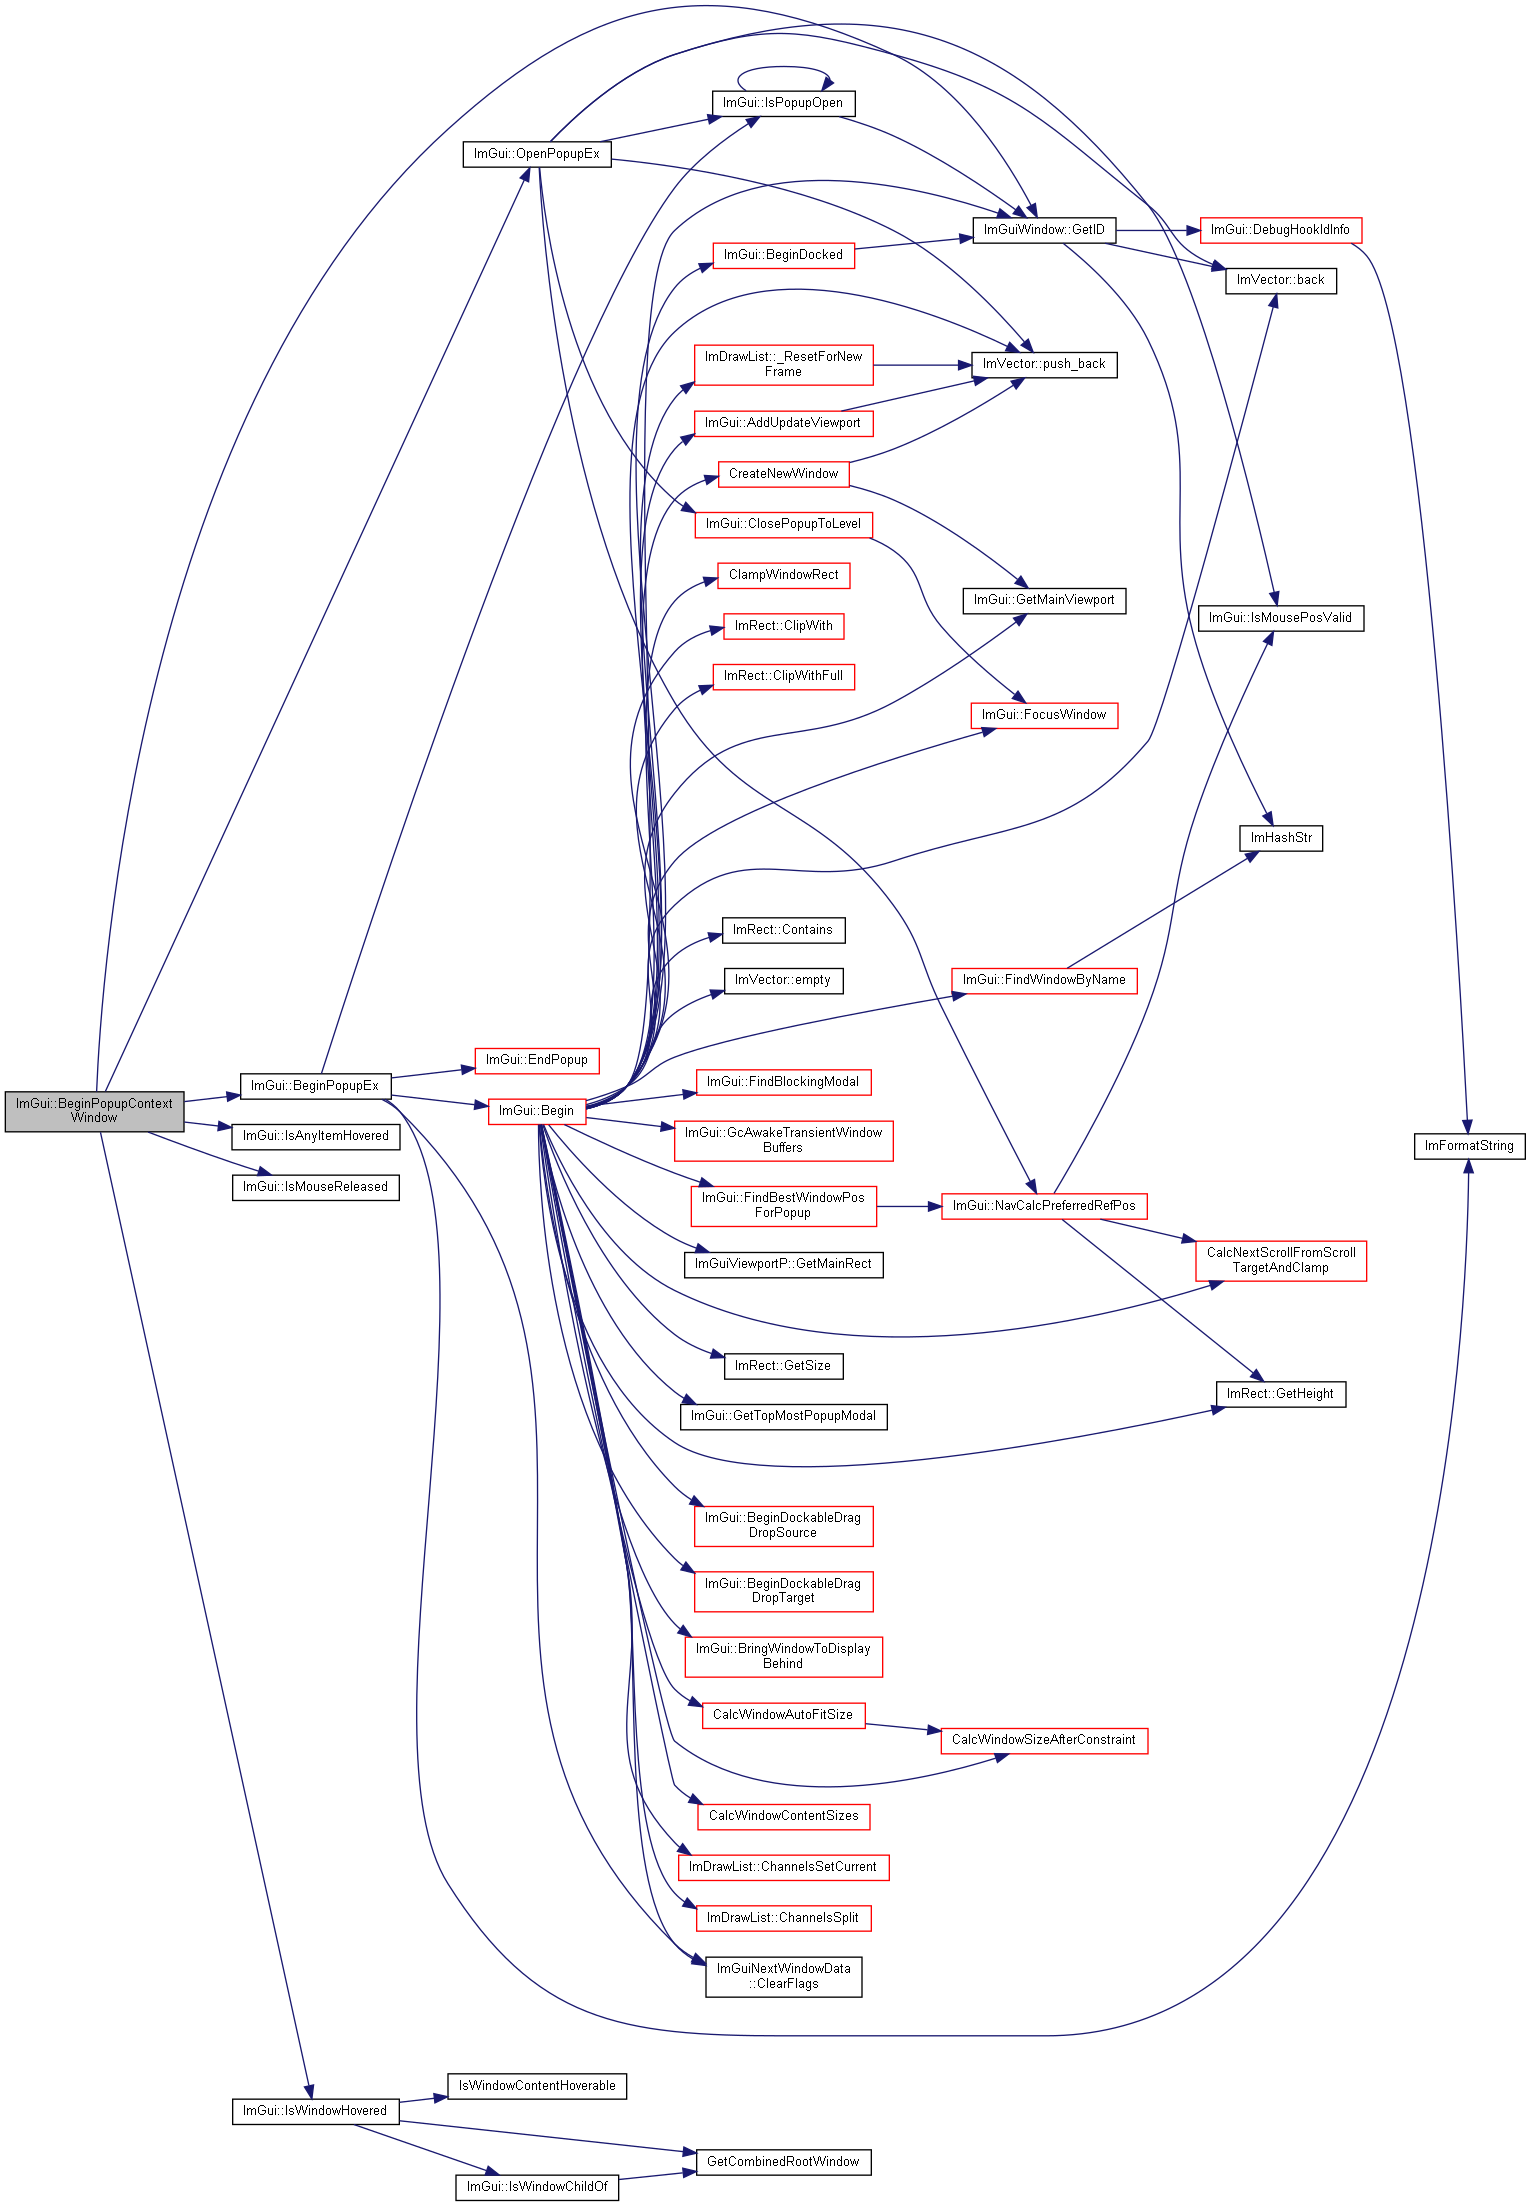 ImGui::IsPopupOpen
ImGui::OpenPopupEx
ImGuiWindow::GetID
ImGui::DebugHookIdInfo
ImGui::BeginDocked
ImVector::back
ImDrawList::_ResetForNew
Frame
ImVector::push_back
ImGui::AddUpdateViewport
CreateNewWindow
ImGui::ClosePopupToLevel
ClampWindowRect
ImGui::GetMainViewport
ImRect::ClipWith
ImGui::IsMousePosValid
ImRect::ClipWithFull
ImGui::FocusWindow
ImHashStr
ImRect::Contains
ImVector::empty
ImGui::FindWindowByName
ImGui::EndPopup
ImGui::BeginPopupEx
ImGui::FindBlockingModal
ImGui::BeginPopupContext
Window
ImGui::Begin
ImGui::IsAnyItemHovered
ImGui::GcAwakeTransientWindow
Buffers
ImFormatString
ImGui::IsMouseReleased
ImGui::FindBestWindowPos
ForPopup
ImGui::NavCalcPreferredRefPos
ImGuiViewportP::GetMainRect
CalcNextScrollFromScroll
TargetAndClamp
ImRect::GetSize
ImRect::GetHeight
ImGui::GetTopMostPopupModal
ImGui::BeginDockableDrag
DropSource
ImGui::BeginDockableDrag
DropTarget
ImGui::BringWindowToDisplay
Behind
CalcWindowAutoFitSize
CalcWindowSizeAfterConstraint
CalcWindowContentSizes
ImDrawList::ChannelsSetCurrent
ImDrawList::ChannelsSplit
ImGuiNextWindowData
::ClearFlags
IsWindowContentHoverable
ImGui::IsWindowHovered
GetCombinedRootWindow
ImGui::IsWindowChildOf